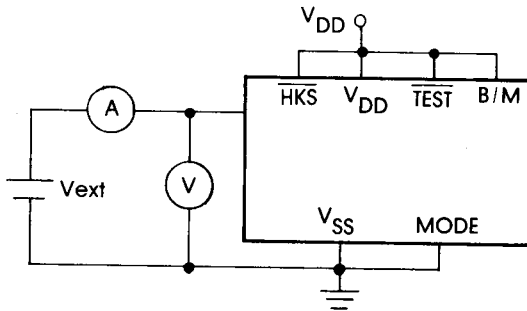 VDD
HKS VDD TEST B/M
A
V
Vext
VSS MODE